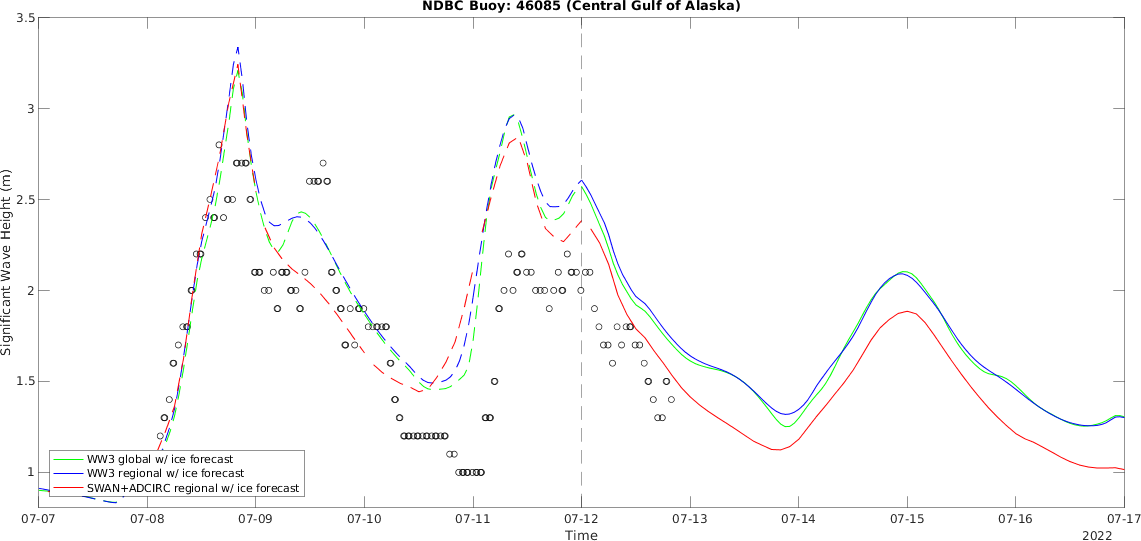 NDBC Buoy: 46085 (Central Gulf of Alaska)
Significant Wave Height (m)
3.5
3
2.5
2
1.5
1
WW3 global w/ ice forecast
WW3 regional w/ ice forecast
SWAN+ADCIRC regional w/ ice forecast
07-07 07-08 07-09 07-10 07-11 07-12 07-13 07-14 07-15 07-16 07-17
Time
2022